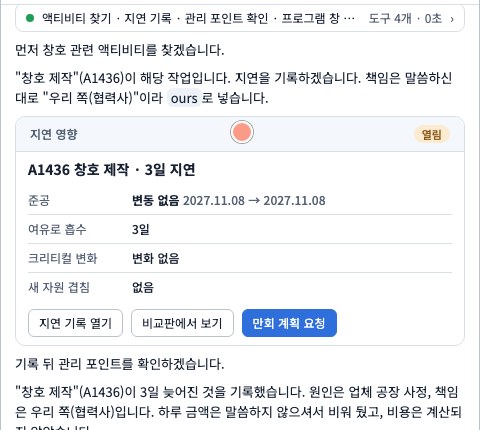 액티비티 찾기 · 지연 기록 · 관리 포인트 확인 · 프로그램 창 ··· 도구 4개 · 0초 ›
먼저 창호 관련 액티비티를 찾겠습니다.
"창호 제작"(A1436)이 해당 작업입니다. 지연을 기록하겠습니다. 책임은 말씀하신
대로 "우리 쪽(협력사)"이라 ours 로 넣습니다.
지연 영향 열림
A1436 창호 제작 · 3일 지연
준공 변동 없음 2027.11.08 → 2027.11.08
여유로 흡수 3일
크리티컬 변화 변화 없음
새 자원 겹침 없음
지연 기록 열기 비교판에서 보기 만회 계획 요청
기록 뒤 관리 포인트를 확인하겠습니다.
"창호 제작"(A1436)이 3일 늦어진 것을 기록했습니다. 원인은 업체 공장 사정, 책임
은 우리 쪽(협력사)입니다. 하루 금액은 말씀하지 않으셔서 비워 뒀고, 비용은 계산되